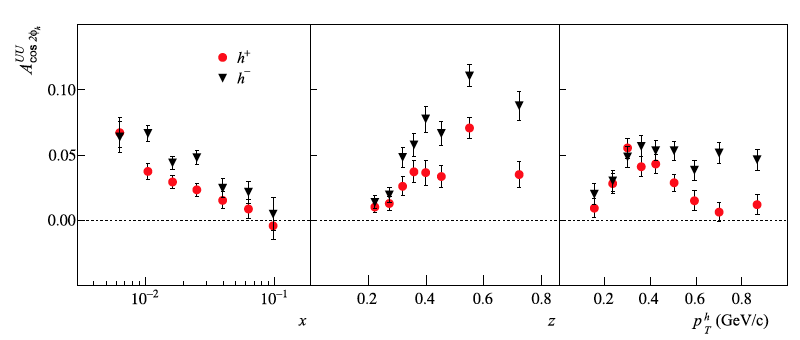 A^{UU}_{cos 2ϕ_h}
h⁺
h⁻
0.10
0.05
0.00
10⁻² 10⁻¹ 0.2 0.4 0.6 0.8 0.2 0.4 0.6 0.8
x z p_T^h (GeV/c)